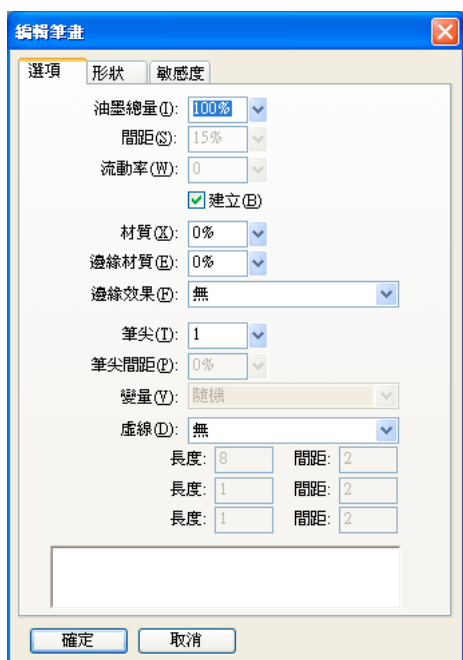 編輯筆畫
選項 形狀 敏感度
油墨總量(I): 100%
間距(S): 15%
流動率(W): 0
建立(B)
材質(X): 0%
邊緣材質(E): 0%
邊緣效果(F): 無
筆尖(T): 1
筆尖間距(P): 0%
變量(V): 隨機
虛線(D): 無
長度: 8 間距: 2
長度: 1 間距: 2
長度: 1 間距: 2
確定 取消